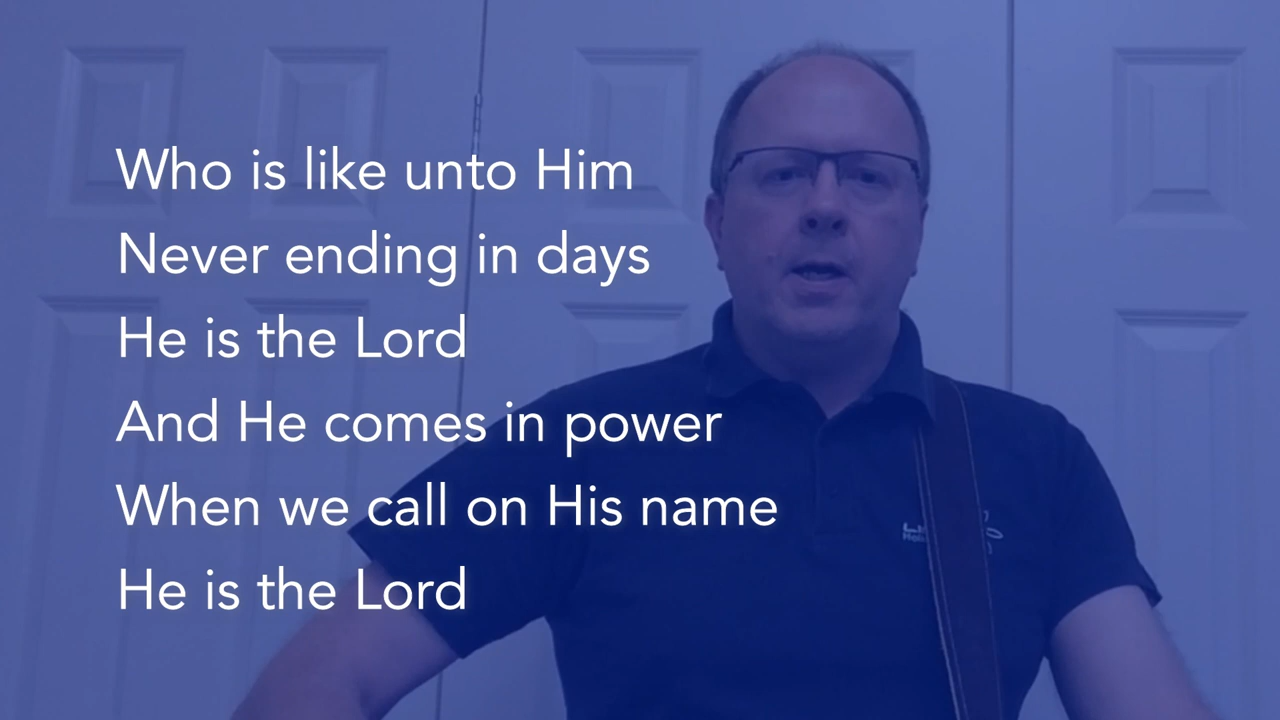 Who is like unto Him
Never ending in days
He is the Lord
And He comes in power
When we call on His name
He is the Lord